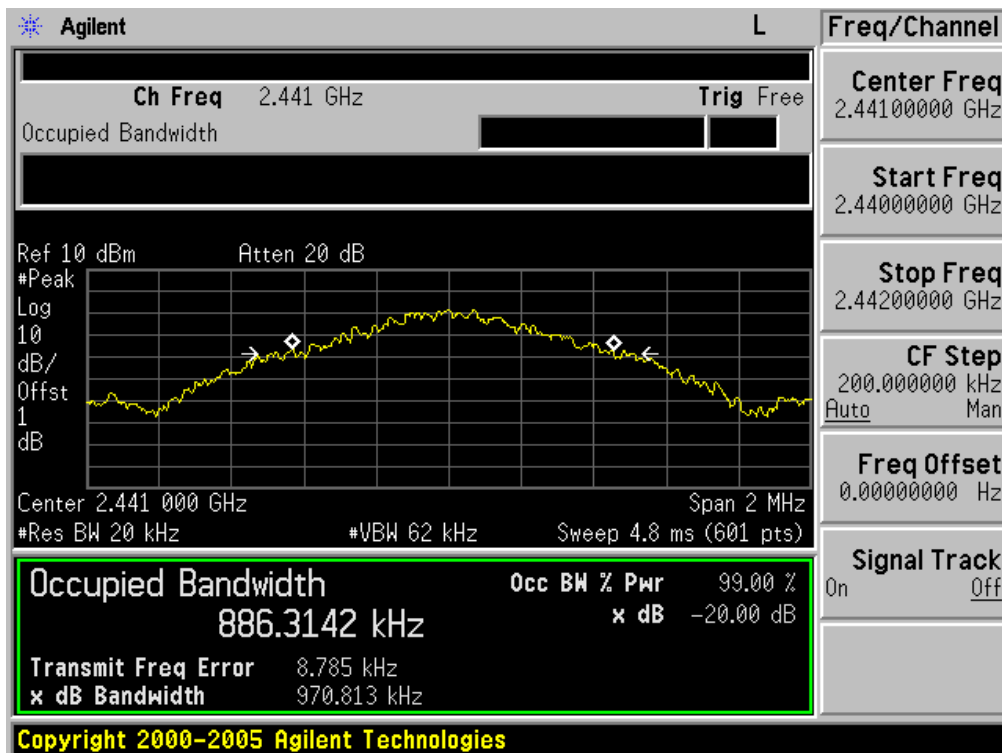 Agilent L Freq/Channel
Ch Freq 2.441 GHz Trig Free
Occupied Bandwidth
Center Freq
2.44100000 GHz
Start Freq
2.44000000 GHz
Stop Freq
2.44200000 GHz
CF Step
200.000000 kHz
Auto Man
Freq Offset
0.00000000 Hz
Signal Track
On Off
Ref 10 dBm Atten 20 dB
#Peak
Log
10
dB/
Offst
1
dB
Center 2.441 000 GHz Span 2 MHz
#Res BW 20 kHz #VBW 62 kHz Sweep 4.8 ms (601 pts)
Occupied Bandwidth Occ BW % Pwr 99.00 %
886.3142 kHz x dB -20.00 dB
Transmit Freq Error 8.785 kHz
x dB Bandwidth 970.813 kHz
Copyright 2000-2005 Agilent Technologies